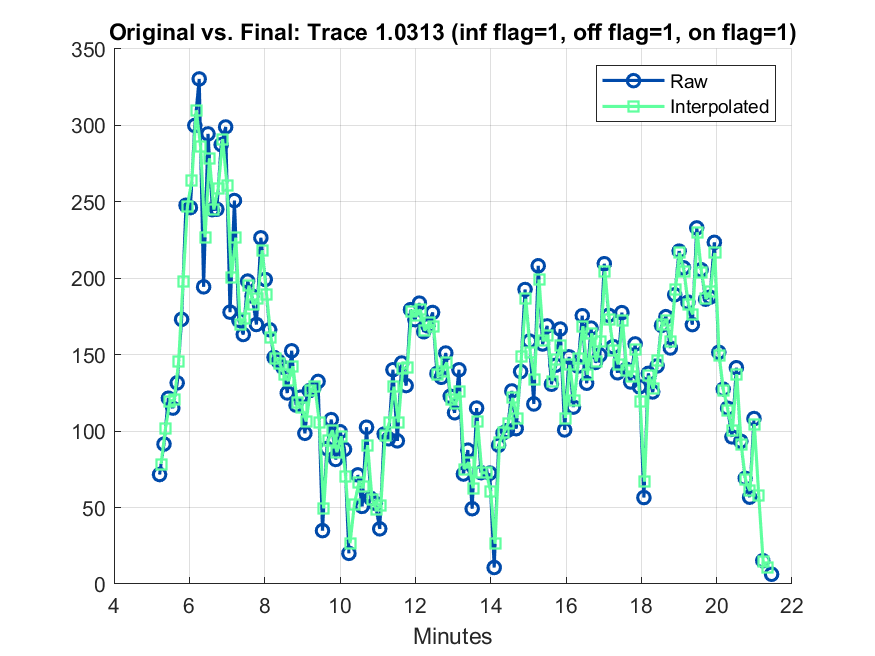 Original vs. Final: Trace 1.0313 (inf flag=1, off flag=1, on flag=1)
350
300
250
200
150
100
50
0
Raw
Interpolated
4 6 8 10 12 14 16 18 20 22
Minutes